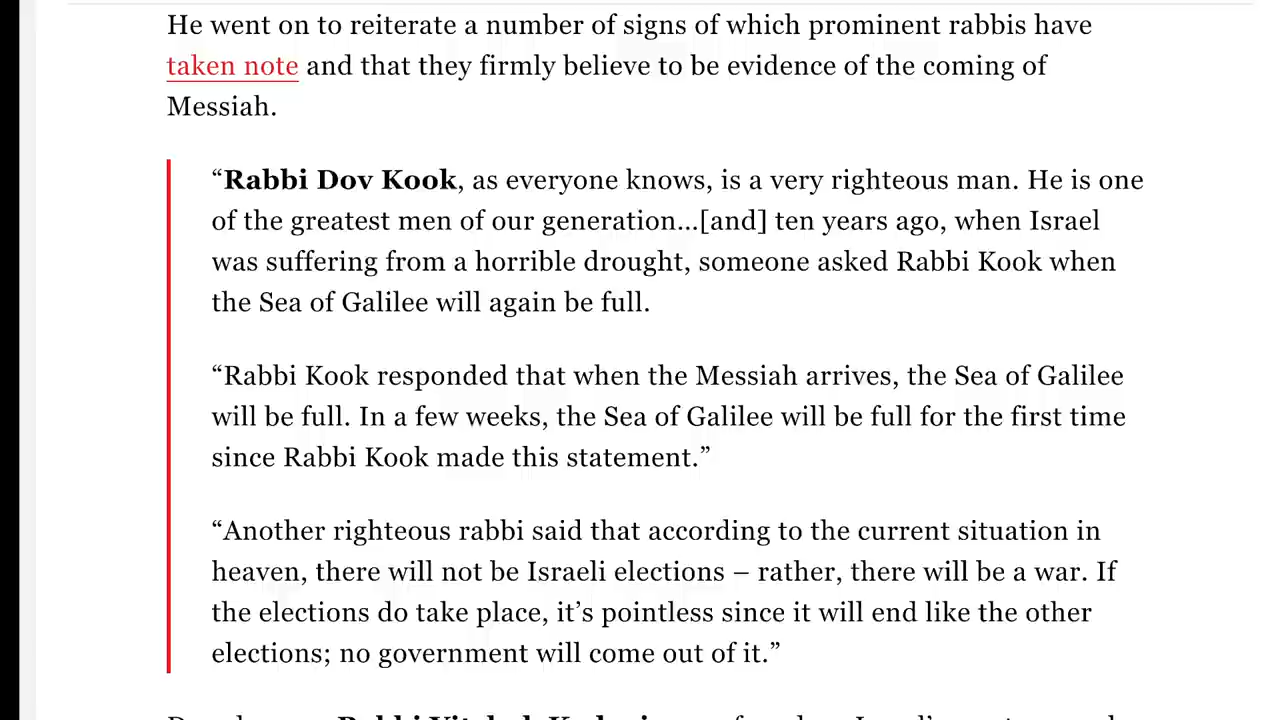 He went on to reiterate a number of signs of which prominent rabbis have
taken note and that they firmly believe to be evidence of the coming of
Messiah.
“Rabbi Dov Kook, as everyone knows, is a very righteous man. He is one
of the greatest men of our generation...[and] ten years ago, when Israel
was suffering from a horrible drought, someone asked Rabbi Kook when
the Sea of Galilee will again be full.
“Rabbi Kook responded that when the Messiah arrives, the Sea of Galilee
will be full. In a few weeks, the Sea of Galilee will be full for the first time
since Rabbi Kook made this statement.”
“Another righteous rabbi said that according to the current situation in
heaven, there will not be Israeli elections – rather, there will be a war. If
the elections do take place, it’s pointless since it will end like the other
elections; no government will come out of it.”